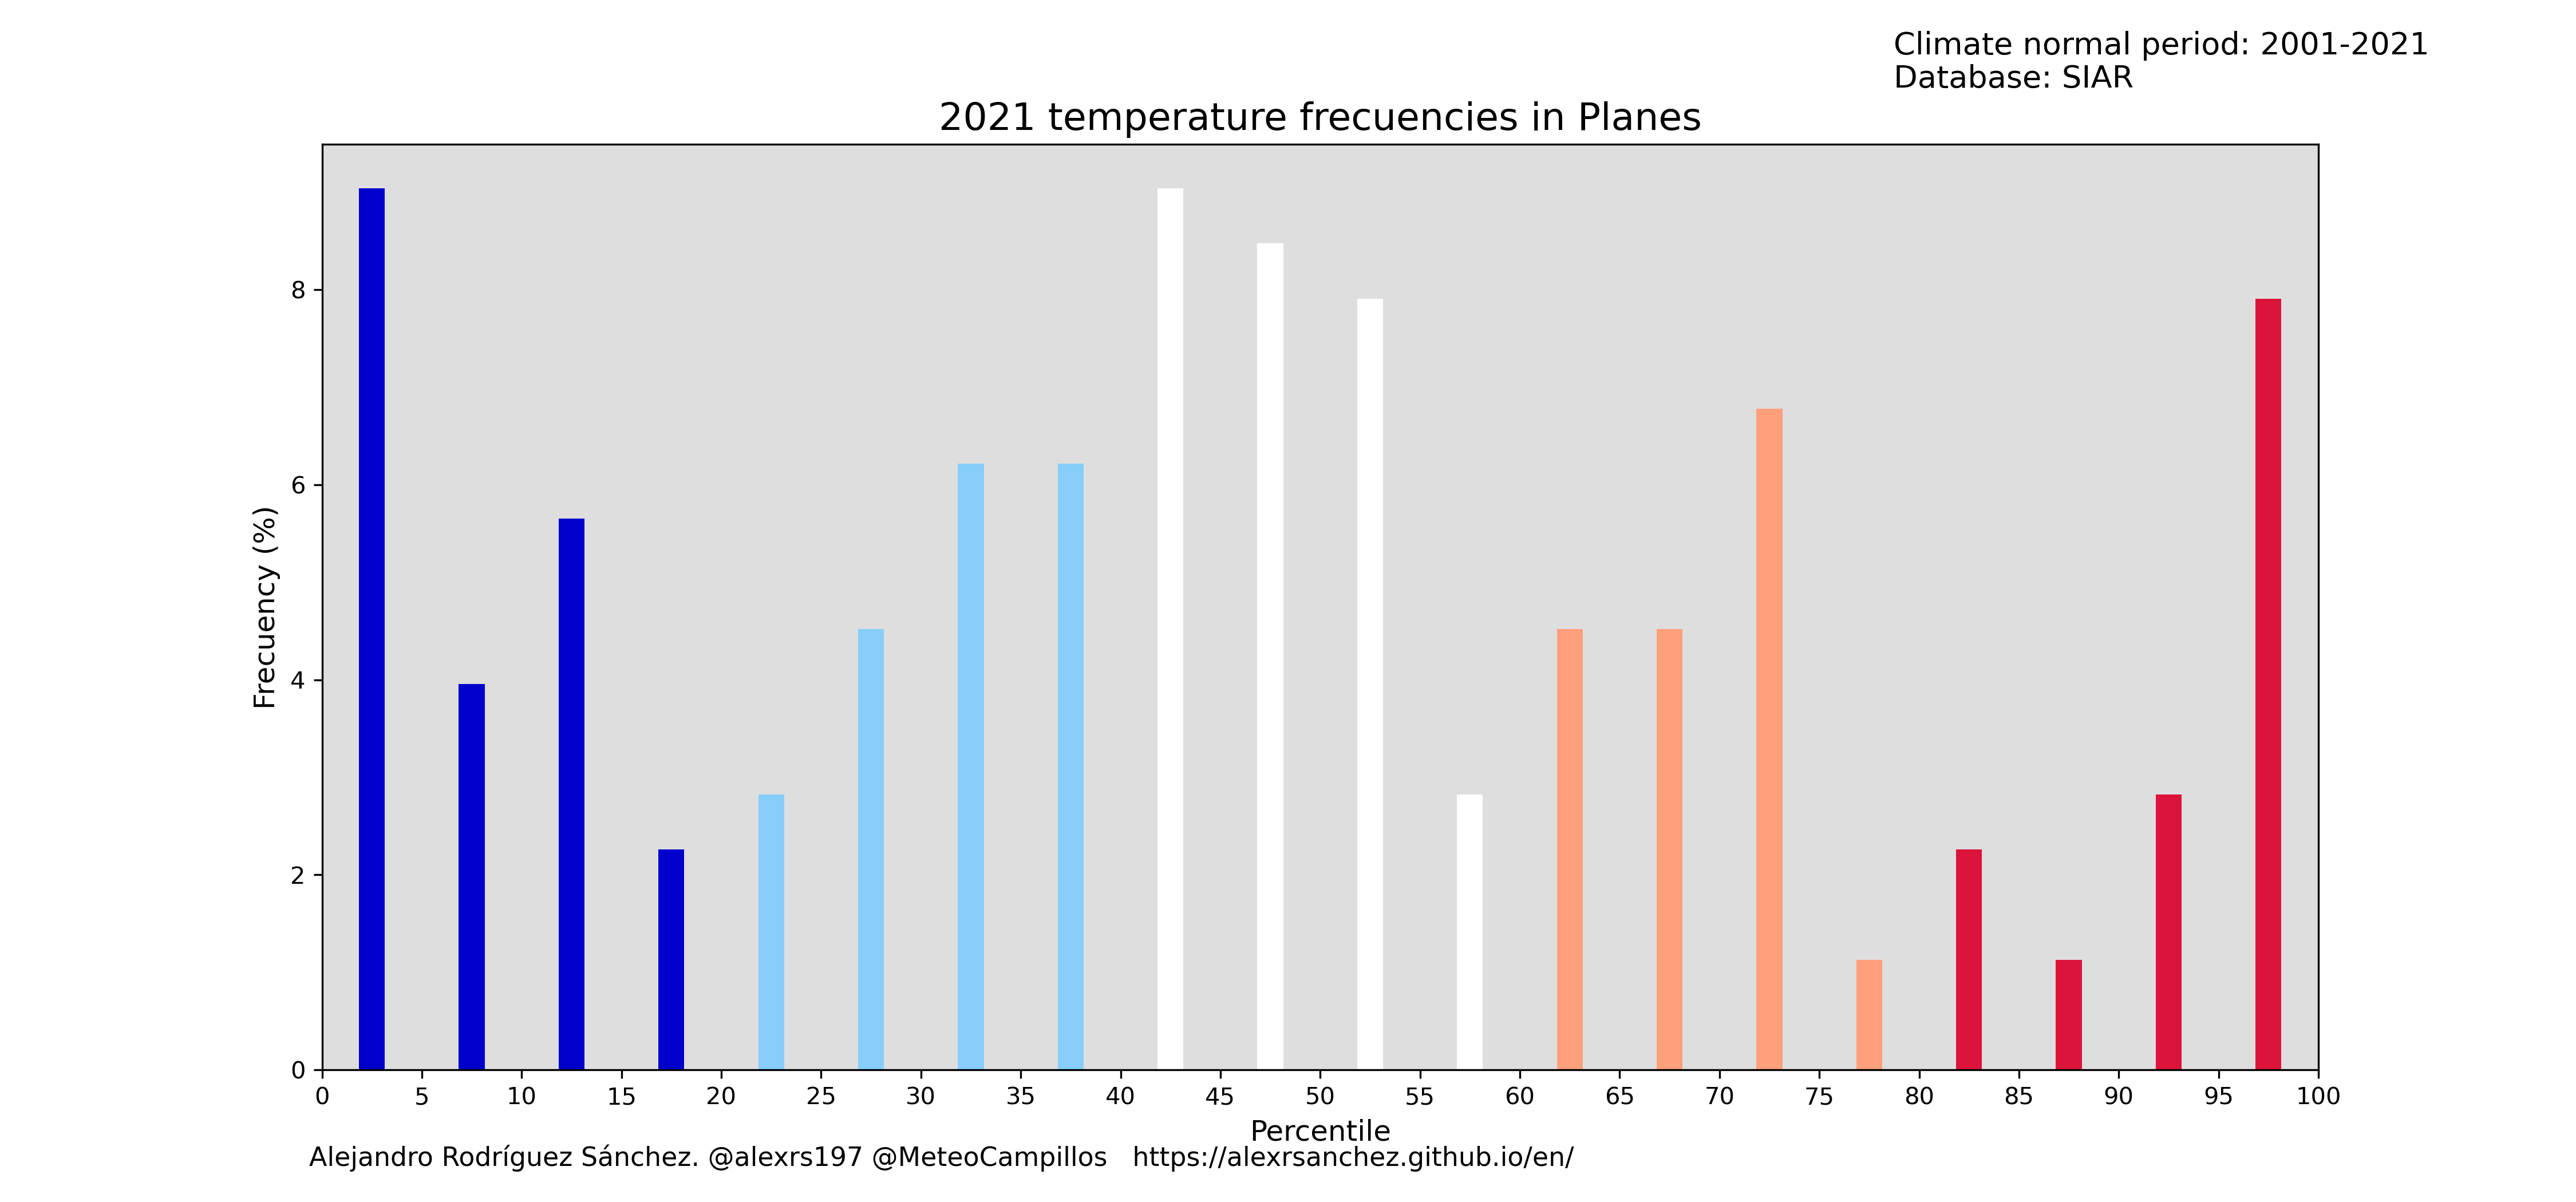 Climate normal period: 2001-2021
Database: SIAR
2021 temperature frecuencies in Planes
Frecuency (%)
8
6
4
2
0
0 5 10 15 20 25 30 35 40 45 50 55 60 65 70 75 80 85 90 95 100
Percentile
Alejandro Rodríguez Sánchez. @alexrs197 @MeteoCampillos https://alexrsanchez.github.io/en/